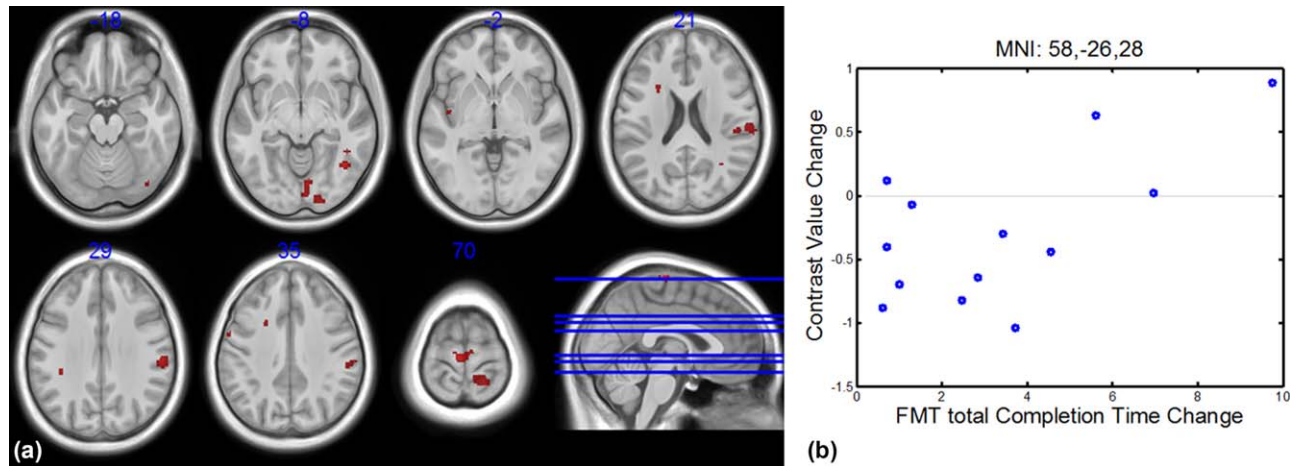 -18 -8 -2 21
29 35 70
(a)
MNI: 58,-26,28
Contrast Value Change
1
0.5
0
-0.5
-1
-1.5
0 2 4 6 8 10
FMT total Completion Time Change
(b)